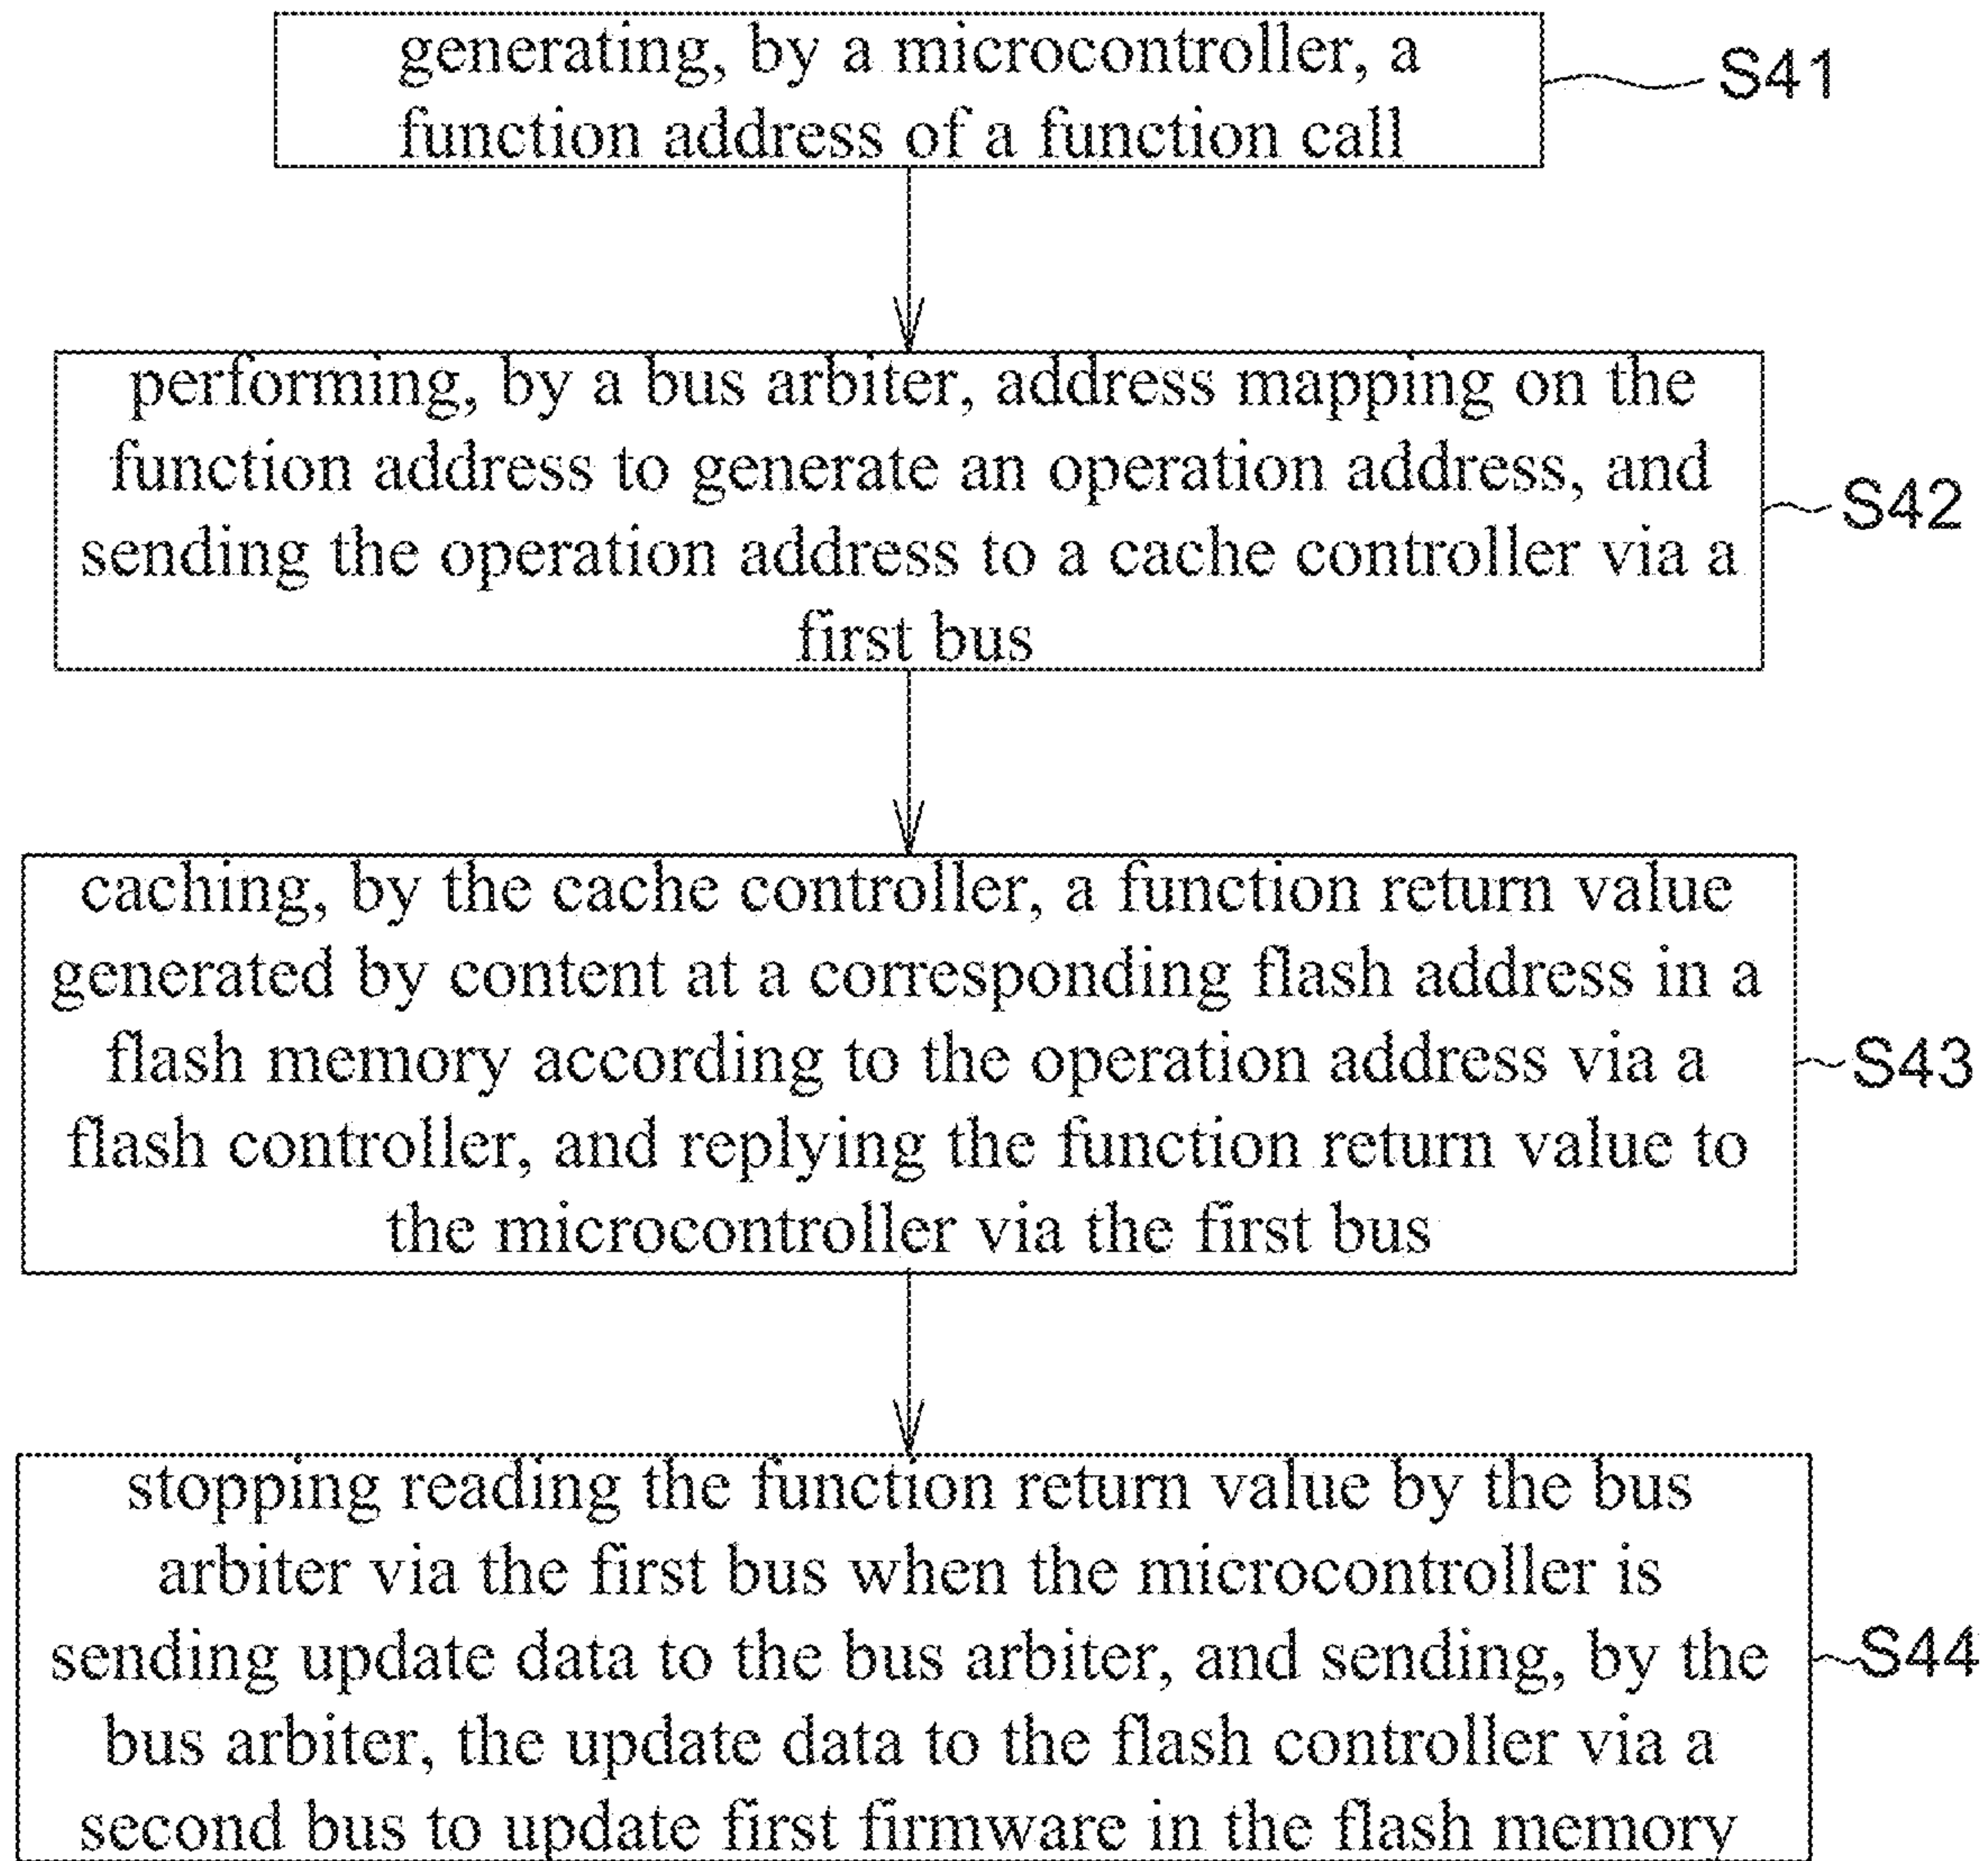 generating, by a microcontroller, a
function address of a function call
S41
performing, by a bus arbiter, address mapping on the
function address to generate an operation address, and
sending the operation address to a cache controller via a
first bus
S42
caching, by the cache controller, a function return value
generated by content at a corresponding flash address in a
flash memory according to the operation address via a
flash controller, and replying the function return value to
the microcontroller via the first bus
S43
stopping reading the function return value by the bus
arbiter via the first bus when the microcontroller is
sending update data to the bus arbiter, and sending, by the
bus arbiter, the update data to the flash controller via a
second bus to update first firmware in the flash memory
S44